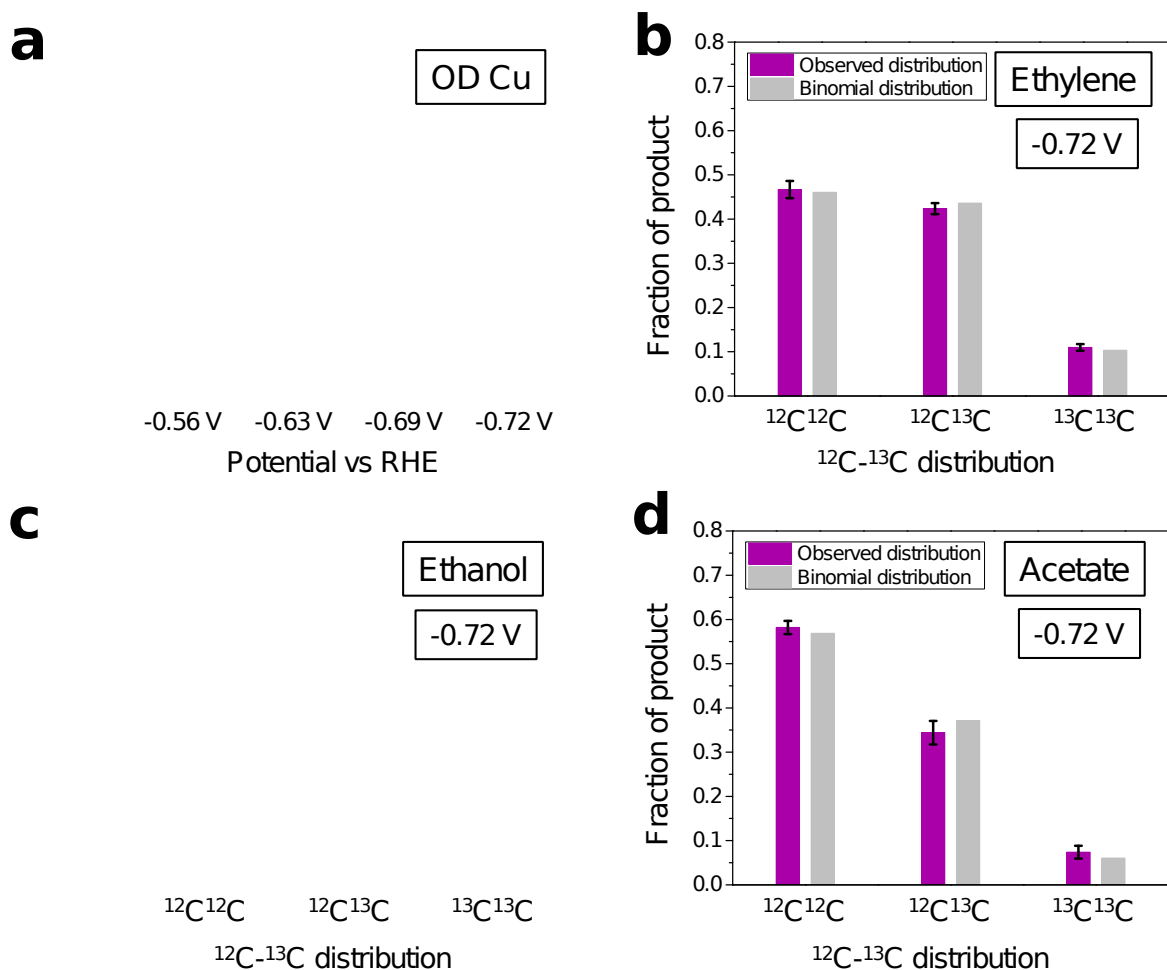 a
OD Cu
-0.56 V -0.63 V -0.69 V -0.72 V
Potential vs RHE
b
0.8
0.7
0.6
0.5
0.4
0.3
0.2
0.1
0.0
Fraction of product
Observed distribution
Binomial distribution
Ethylene
-0.72 V
¹²C¹²C ¹²C¹³C ¹³C¹³C
¹²C-¹³C distribution
c
Ethanol
-0.72 V
¹²C¹²C ¹²C¹³C ¹³C¹³C
¹²C-¹³C distribution
d
0.8
0.7
0.6
0.5
0.4
0.3
0.2
0.1
0.0
Fraction of product
Observed distribution
Binomial distribution
Acetate
-0.72 V
¹²C¹²C ¹²C¹³C ¹³C¹³C
¹²C-¹³C distribution